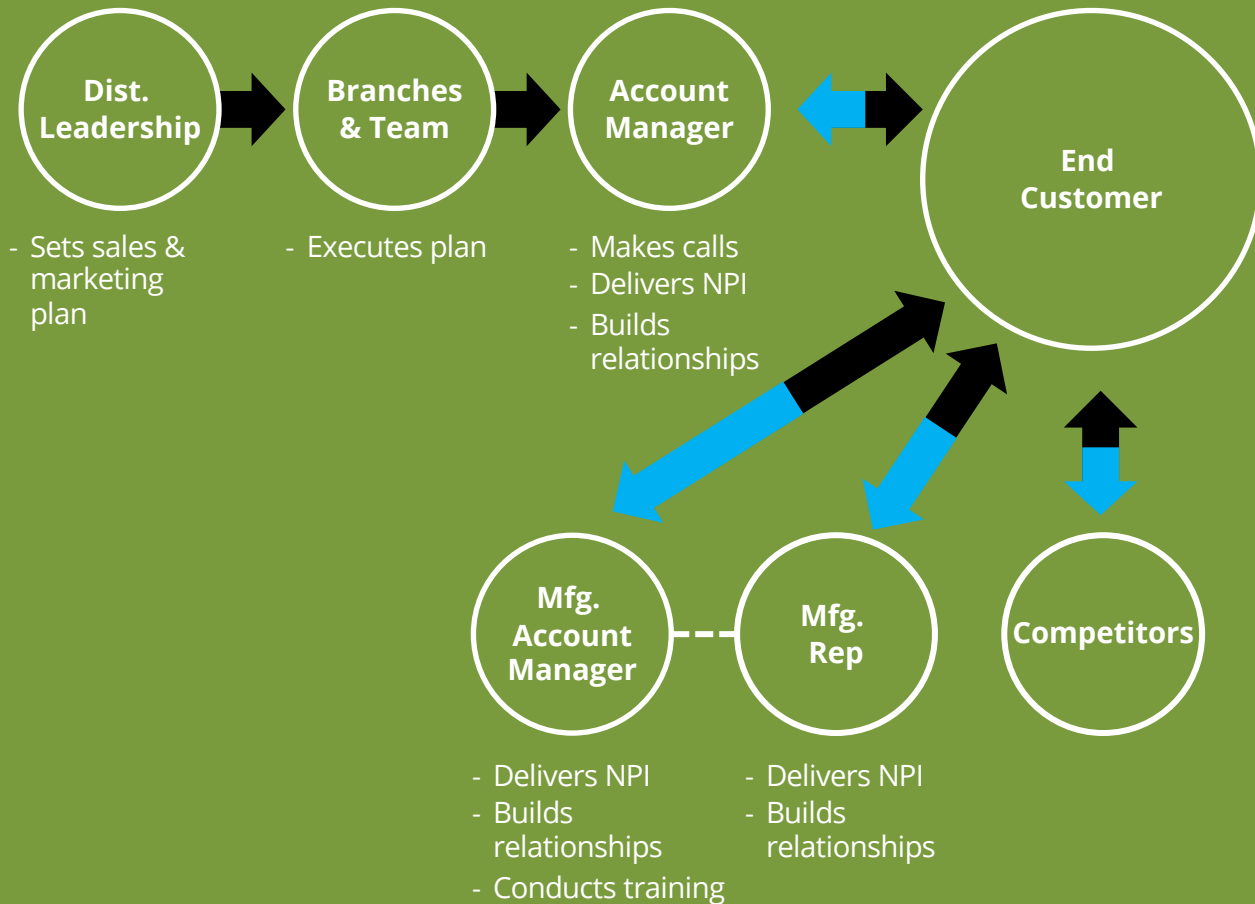 Dist.
Leadership
Branches
& Team
Account
Manager
End
Customer
- Sets sales &
marketing
plan
- Executes plan
- Makes calls
- Delivers NPI
- Builds
relationships
Mfg.
Account
Manager
Mfg.
Rep
Competitors
- Delivers NPI
- Builds
relationships
- Conducts training
- Delivers NPI
- Builds
relationships